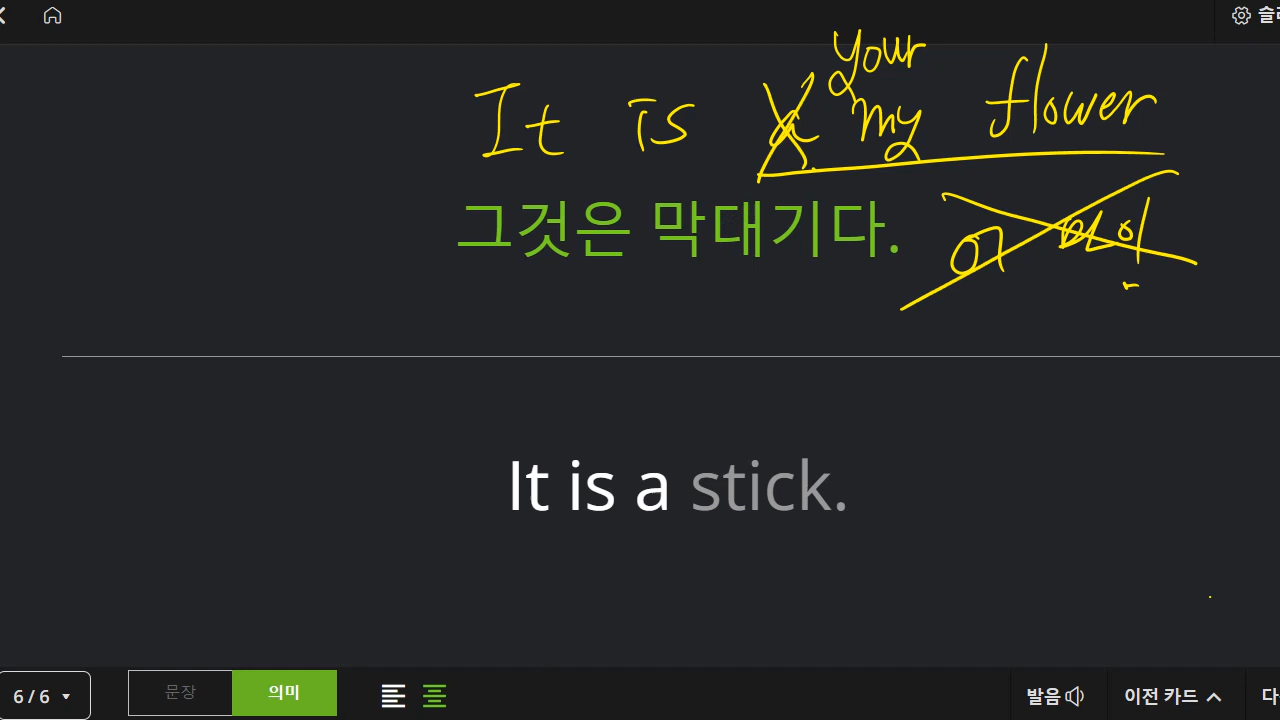 슬
your
It is a my flower
그것은 막대기다.
It is a stick.
6 / 6 문장 의미 발음 이전 카드 다